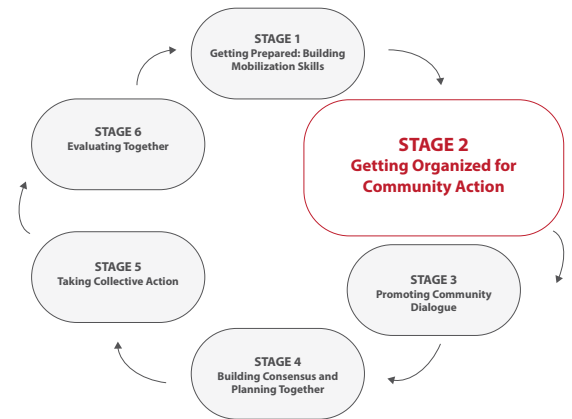 STAGE 1
Getting Prepared: Building
Mobilization Skills
STAGE 2
Getting Organized for
Community Action
STAGE 3
Promoting Community
Dialogue
STAGE 4
Building Consensus and
Planning Together
STAGE 5
Taking Collective Action
STAGE 6
Evaluating Together